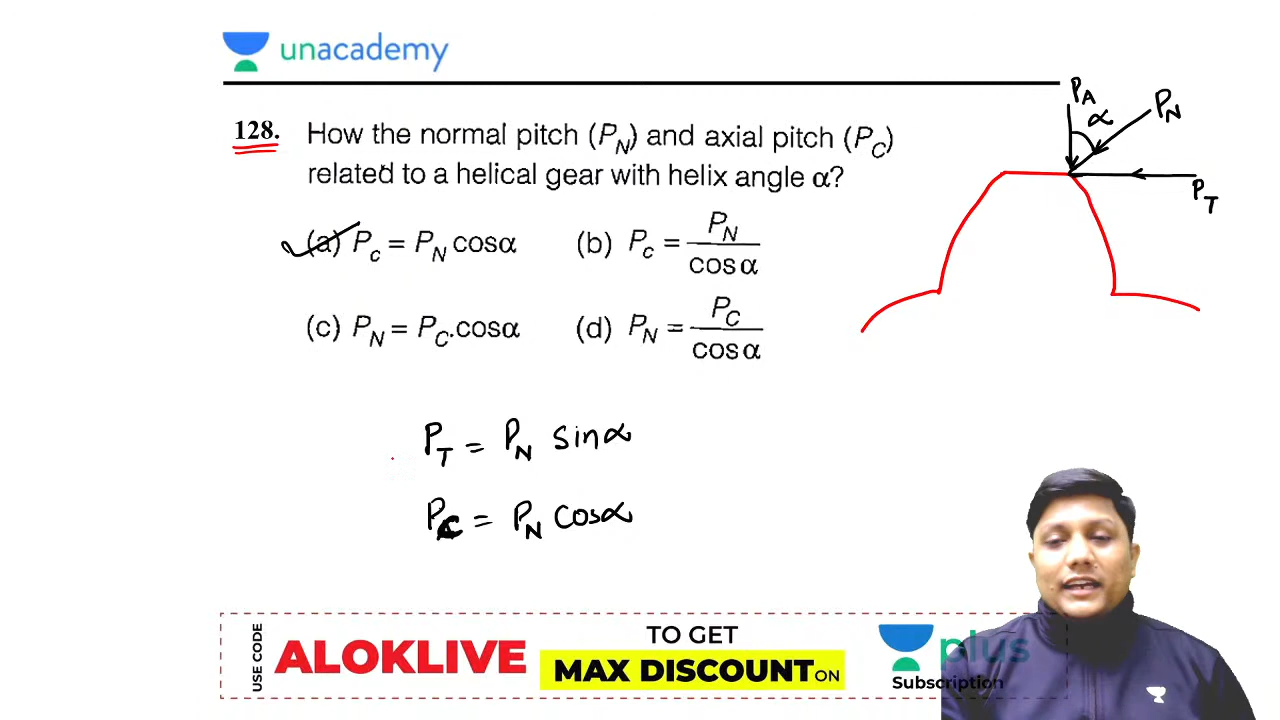 unacademy
128. How the normal pitch (P_N) and axial pitch (P_C)
related to a helical gear with helix angle α?
(a) P_c = P_N cosα (b) P_c = P_N / cos α
(c) P_N = P_C.cosα (d) P_N = P_C / cos α
P_A
α
P_N
P_T
P_T = P_N sinα
P_C = P_N cosα
USE CODE
ALOKLIVE
TO GET
MAX DISCOUNT ON
plus
Subscription